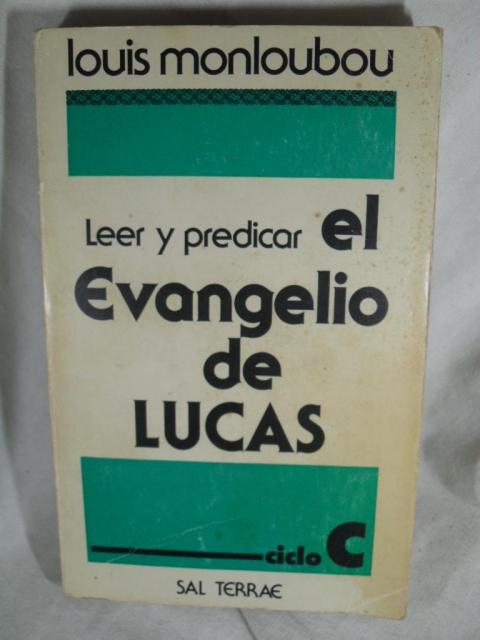 louis monloubou
Leer y predicar el
Evangelio
de
LUCAS
ciclo C
SAL TERRAE